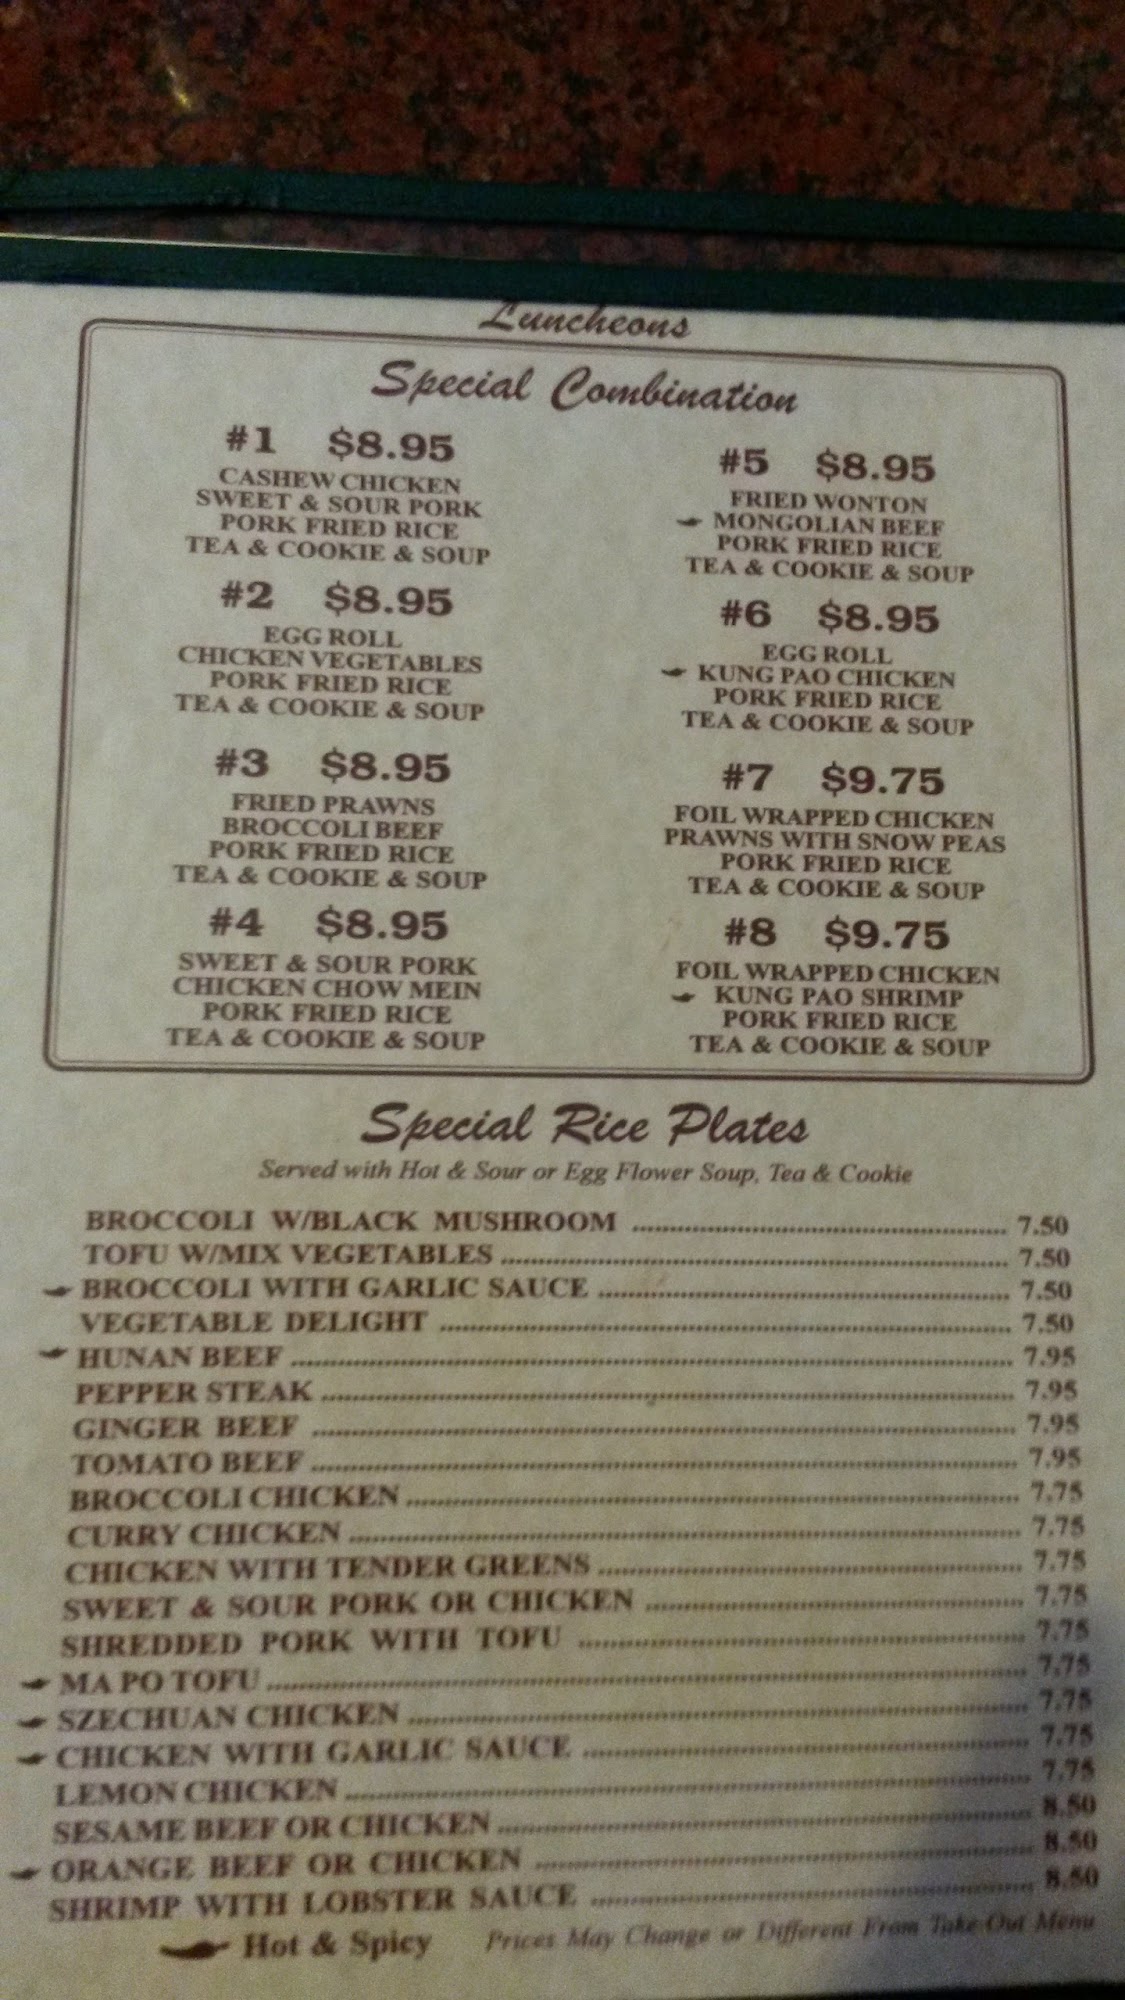 Luncheons
Special Combination
#1 $8.95
CASHEW CHICKEN
SWEET & SOUR PORK
PORK FRIED RICE
TEA & COOKIE & SOUP
#2 $8.95
EGG ROLL
CHICKEN VEGETABLES
PORK FRIED RICE
TEA & COOKIE & SOUP
#3 $8.95
FRIED PRAWNS
BROCCOLI BEEF
PORK FRIED RICE
TEA & COOKIE & SOUP
#4 $8.95
SWEET & SOUR PORK
CHICKEN CHOW MEIN
PORK FRIED RICE
TEA & COOKIE & SOUP
#5 $8.95
FRIED WONTON
MONGOLIAN BEEF
PORK FRIED RICE
TEA & COOKIE & SOUP
#6 $8.95
EGG ROLL
KUNG PAO CHICKEN
PORK FRIED RICE
TEA & COOKIE & SOUP
#7 $9.75
FOIL WRAPPED CHICKEN
PRAWNS WITH SNOW PEAS
PORK FRIED RICE
TEA & COOKIE & SOUP
#8 $9.75
FOIL WRAPPED CHICKEN
KUNG PAO SHRIMP
PORK FRIED RICE
TEA & COOKIE & SOUP
Special Rice Plates
Served with Hot & Sour or Egg Flower Soup, Tea & Cookie
BROCCOLI W/BLACK MUSHROOM 7.50
TOFU W/MIX VEGETABLES 7.50
BROCCOLI WITH GARLIC SAUCE 7.50
VEGETABLE DELIGHT 7.50
HUNAN BEEF 7.95
PEPPER STEAK 7.95
GINGER BEEF 7.95
TOMATO BEEF 7.95
BROCCOLI CHICKEN 7.75
CURRY CHICKEN 7.75
CHICKEN WITH TENDER GREENS 7.75
SWEET & SOUR PORK OR CHICKEN 7.75
SHREDDED PORK WITH TOFU 7.75
MA PO TOFU 7.75
SZECHUAN CHICKEN 7.75
CHICKEN WITH GARLIC SAUCE 7.75
LEMON CHICKEN 7.75
SESAME BEEF OR CHICKEN 8.50
ORANGE BEEF OR CHICKEN 8.50
SHRIMP WITH LOBSTER SAUCE 8.50
Hot & Spicy Prices May Change or Different From Take-Out Menu